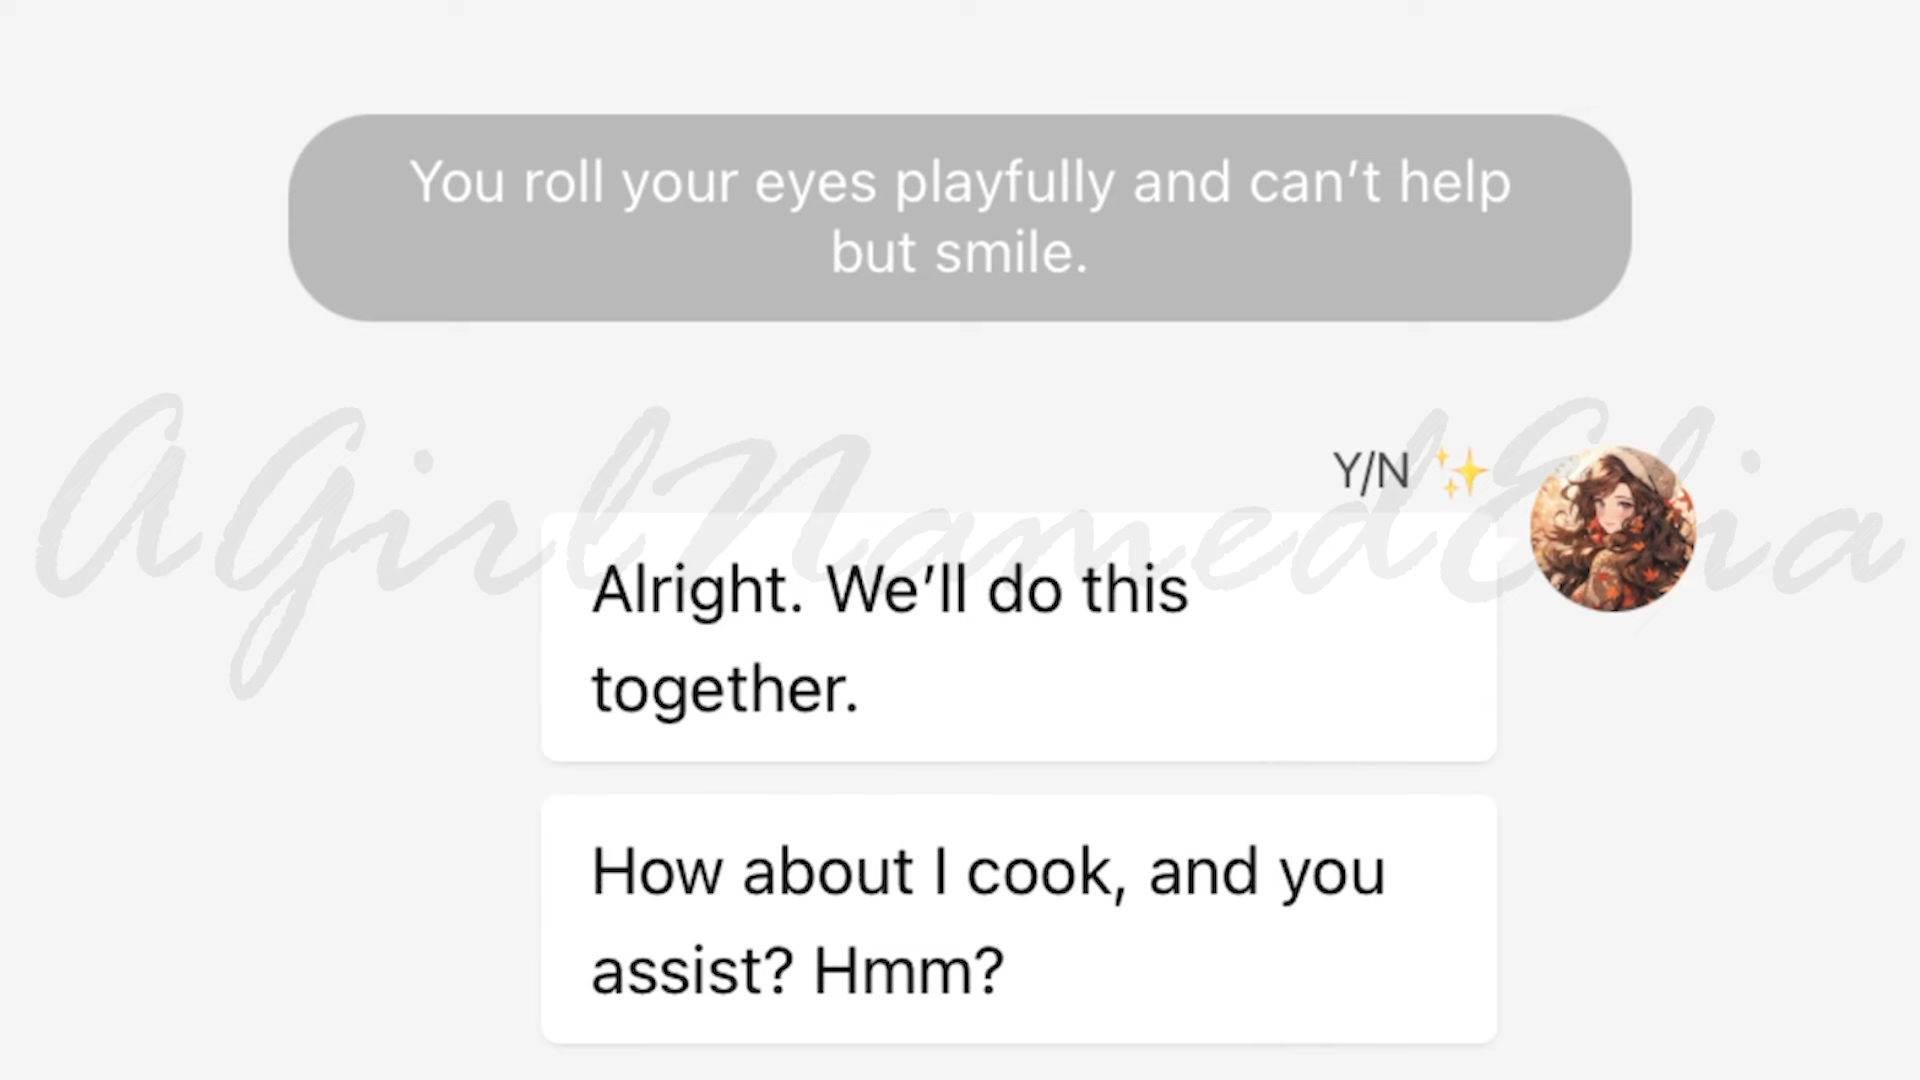 You roll your eyes playfully and can’t help
but smile.
AGirlNamedElia
Y/N ✨
Alright. We’ll do this
together.
How about I cook, and you
assist? Hmm?